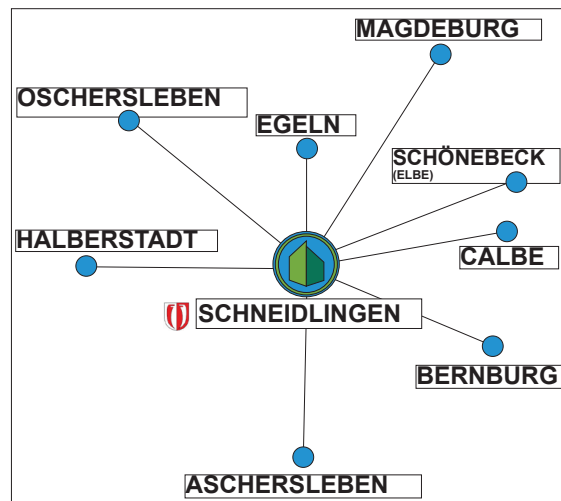 MAGDEBURG
OSCHERSLEBEN
EGELN
SCHÖNEBECK
(ELBE)
HALBERSTADT
CALBE
SCHNEIDLINGEN
BERNBURG
ASCHERSLEBEN